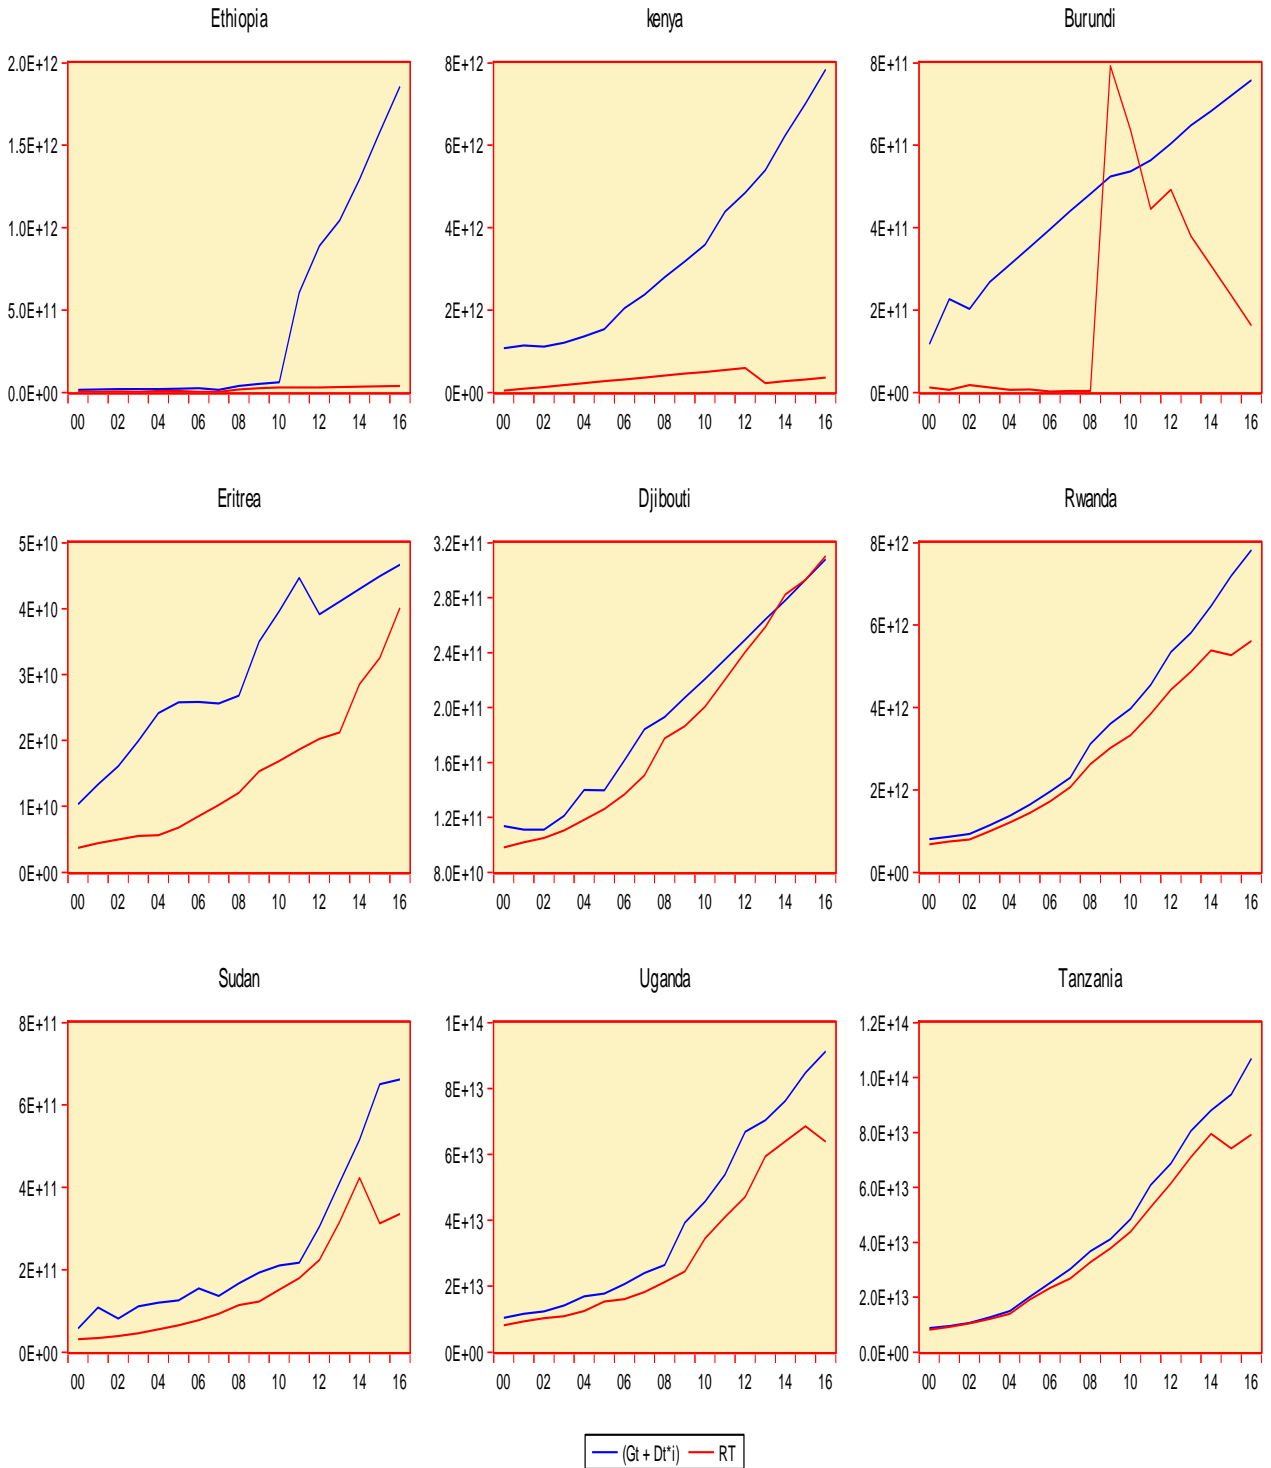 Ethiopia
2.0E+12
1.5E+12
1.0E+12
5.0E+11
0.0E+00
00 02 04 06 08 10 12 14 16
kenya
8E+12
6E+12
4E+12
2E+12
0E+00
00 02 04 06 08 10 12 14 16
Burundi
8E+11
6E+11
4E+11
2E+11
0E+00
00 02 04 06 08 10 12 14 16
Eritrea
5E+10
4E+10
3E+10
2E+10
1E+10
0E+00
00 02 04 06 08 10 12 14 16
Djibouti
3.2E+11
2.8E+11
2.4E+11
2.0E+11
1.6E+11
1.2E+11
8.0E+10
00 02 04 06 08 10 12 14 16
Rwanda
8E+12
6E+12
4E+12
2E+12
0E+00
00 02 04 06 08 10 12 14 16
Sudan
8E+11
6E+11
4E+11
2E+11
0E+00
00 02 04 06 08 10 12 14 16
Uganda
1E+14
8E+13
6E+13
4E+13
2E+13
0E+00
00 02 04 06 08 10 12 14 16
Tanzania
1.2E+14
1.0E+14
8.0E+13
6.0E+13
4.0E+13
2.0E+13
0.0E+00
00 02 04 06 08 10 12 14 16
(Gt + Dt*i) RT